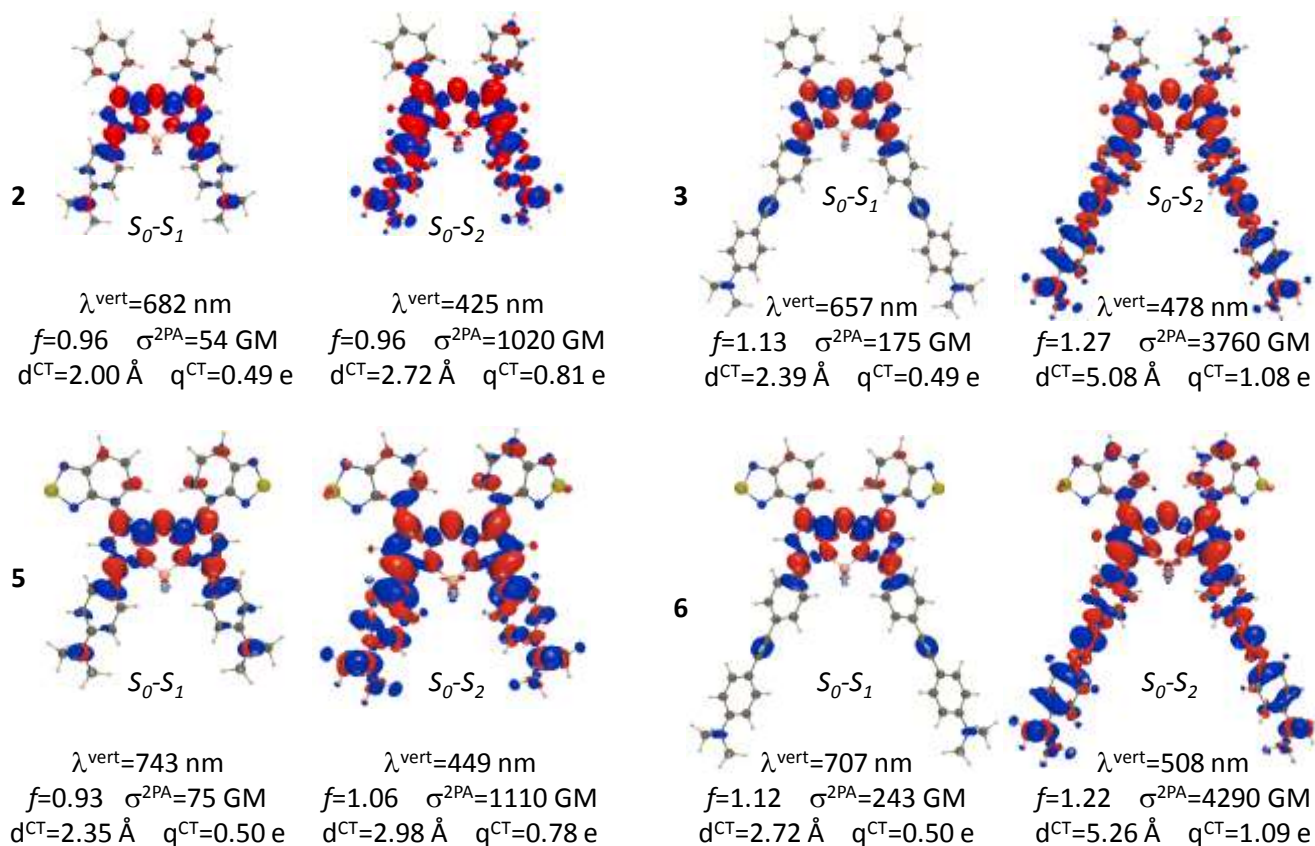 2
S₀-S₁
S₀-S₂
λᵛᵉʳᵗ=682 nm
f=0.96 σ²ᴾᴬ=54 GM
dᶜᵀ=2.00 Å qᶜᵀ=0.49 e
λᵛᵉʳᵗ=425 nm
f=0.96 σ²ᴾᴬ=1020 GM
dᶜᵀ=2.72 Å qᶜᵀ=0.81 e
3
S₀-S₁
S₀-S₂
λᵛᵉʳᵗ=657 nm
f=1.13 σ²ᴾᴬ=175 GM
dᶜᵀ=2.39 Å qᶜᵀ=0.49 e
λᵛᵉʳᵗ=478 nm
f=1.27 σ²ᴾᴬ=3760 GM
dᶜᵀ=5.08 Å qᶜᵀ=1.08 e
5
S₀-S₁
S₀-S₂
λᵛᵉʳᵗ=743 nm
f=0.93 σ²ᴾᴬ=75 GM
dᶜᵀ=2.35 Å qᶜᵀ=0.50 e
λᵛᵉʳᵗ=449 nm
f=1.06 σ²ᴾᴬ=1110 GM
dᶜᵀ=2.98 Å qᶜᵀ=0.78 e
6
S₀-S₁
S₀-S₂
λᵛᵉʳᵗ=707 nm
f=1.12 σ²ᴾᴬ=243 GM
dᶜᵀ=2.72 Å qᶜᵀ=0.50 e
λᵛᵉʳᵗ=508 nm
f=1.22 σ²ᴾᴬ=4290 GM
dᶜᵀ=5.26 Å qᶜᵀ=1.09 e